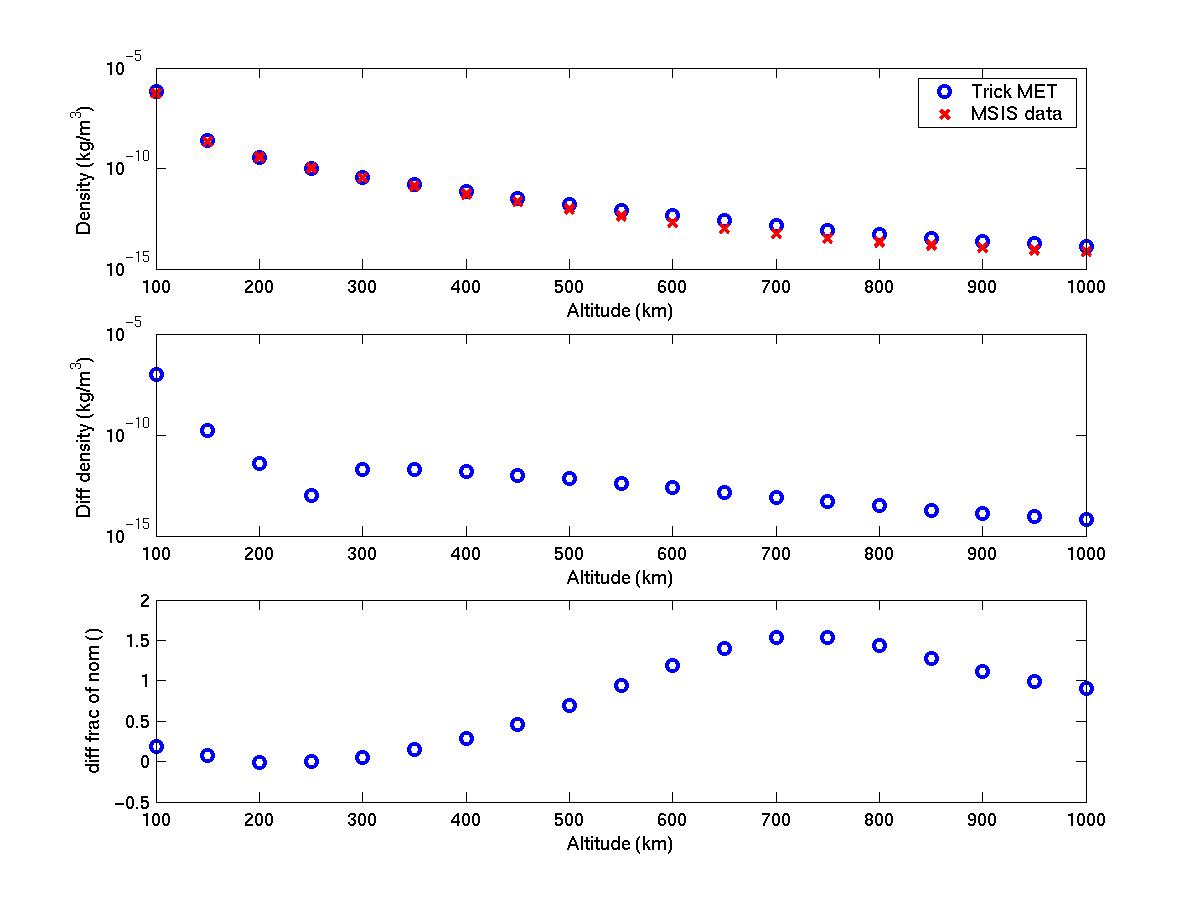 10^-5
10^-10
10^-15
Density (kg/m^3)
Trick MET
MSIS data
100 200 300 400 500 600 700 800 900 1000
Altitude (km)
10^-5
10^-10
10^-15
Diff density (kg/m^3)
100 200 300 400 500 600 700 800 900 1000
Altitude (km)
2
1.5
1
0.5
0
-0.5
diff frac of nom ()
100 200 300 400 500 600 700 800 900 1000
Altitude (km)